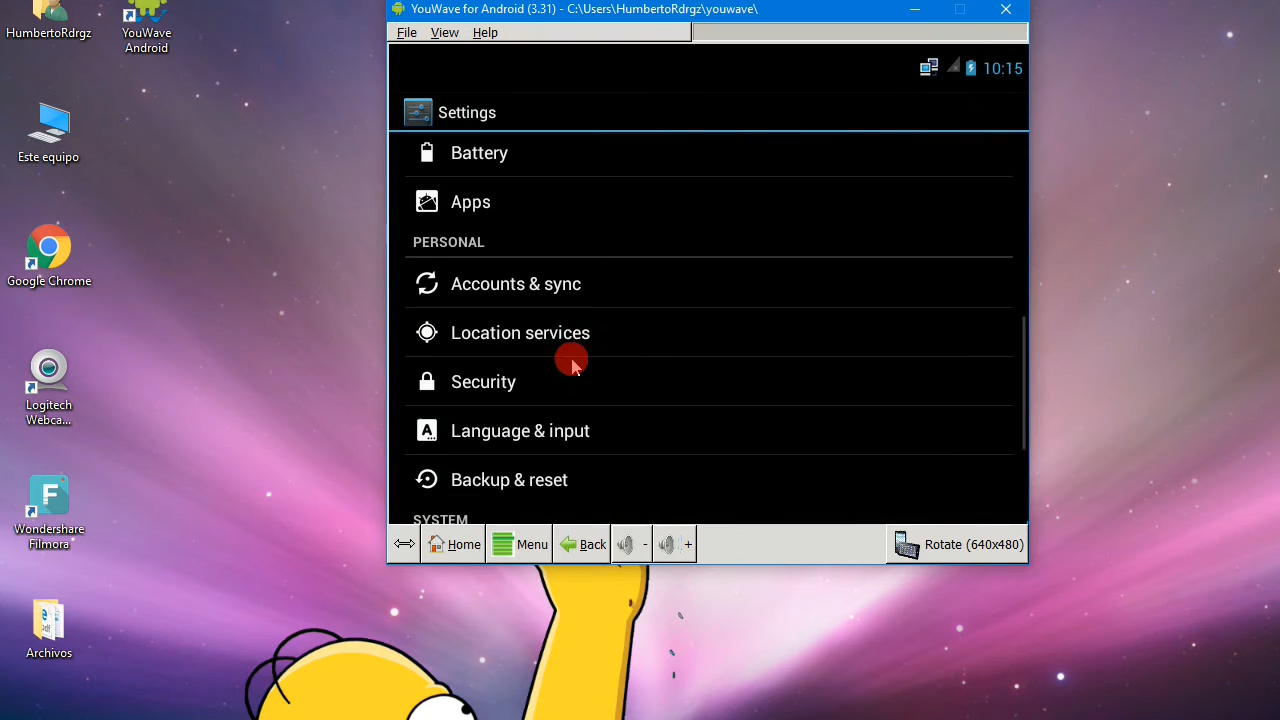 HumbertoRdrgz
YouWave
Android
Este equipo
Google Chrome
Logitech
Webca...
Wondershare
Filmora
Archivos
YouWave for Android (3.31) - C:\Users\HumbertoRdrgz\youwave\
File View Help
10:15
Settings
Battery
Apps
PERSONAL
Accounts & sync
Location services
Security
Language & input
Backup & reset
SYSTEM
Home Menu Back - + Rotate (640x480)